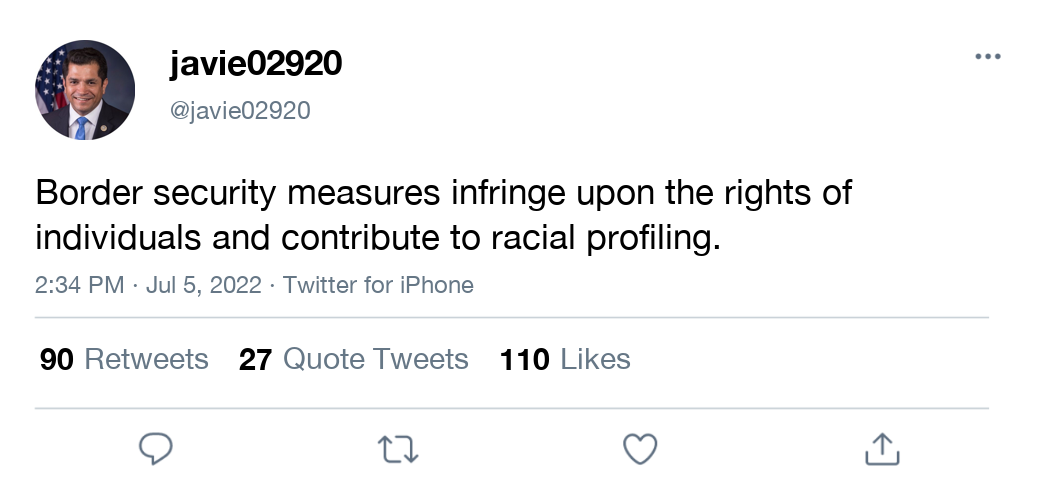 javie02920
@javie02920
Border security measures infringe upon the rights of
individuals and contribute to racial profiling.
2:34 PM · Jul 5, 2022 · Twitter for iPhone
90 Retweets 27 Quote Tweets 110 Likes